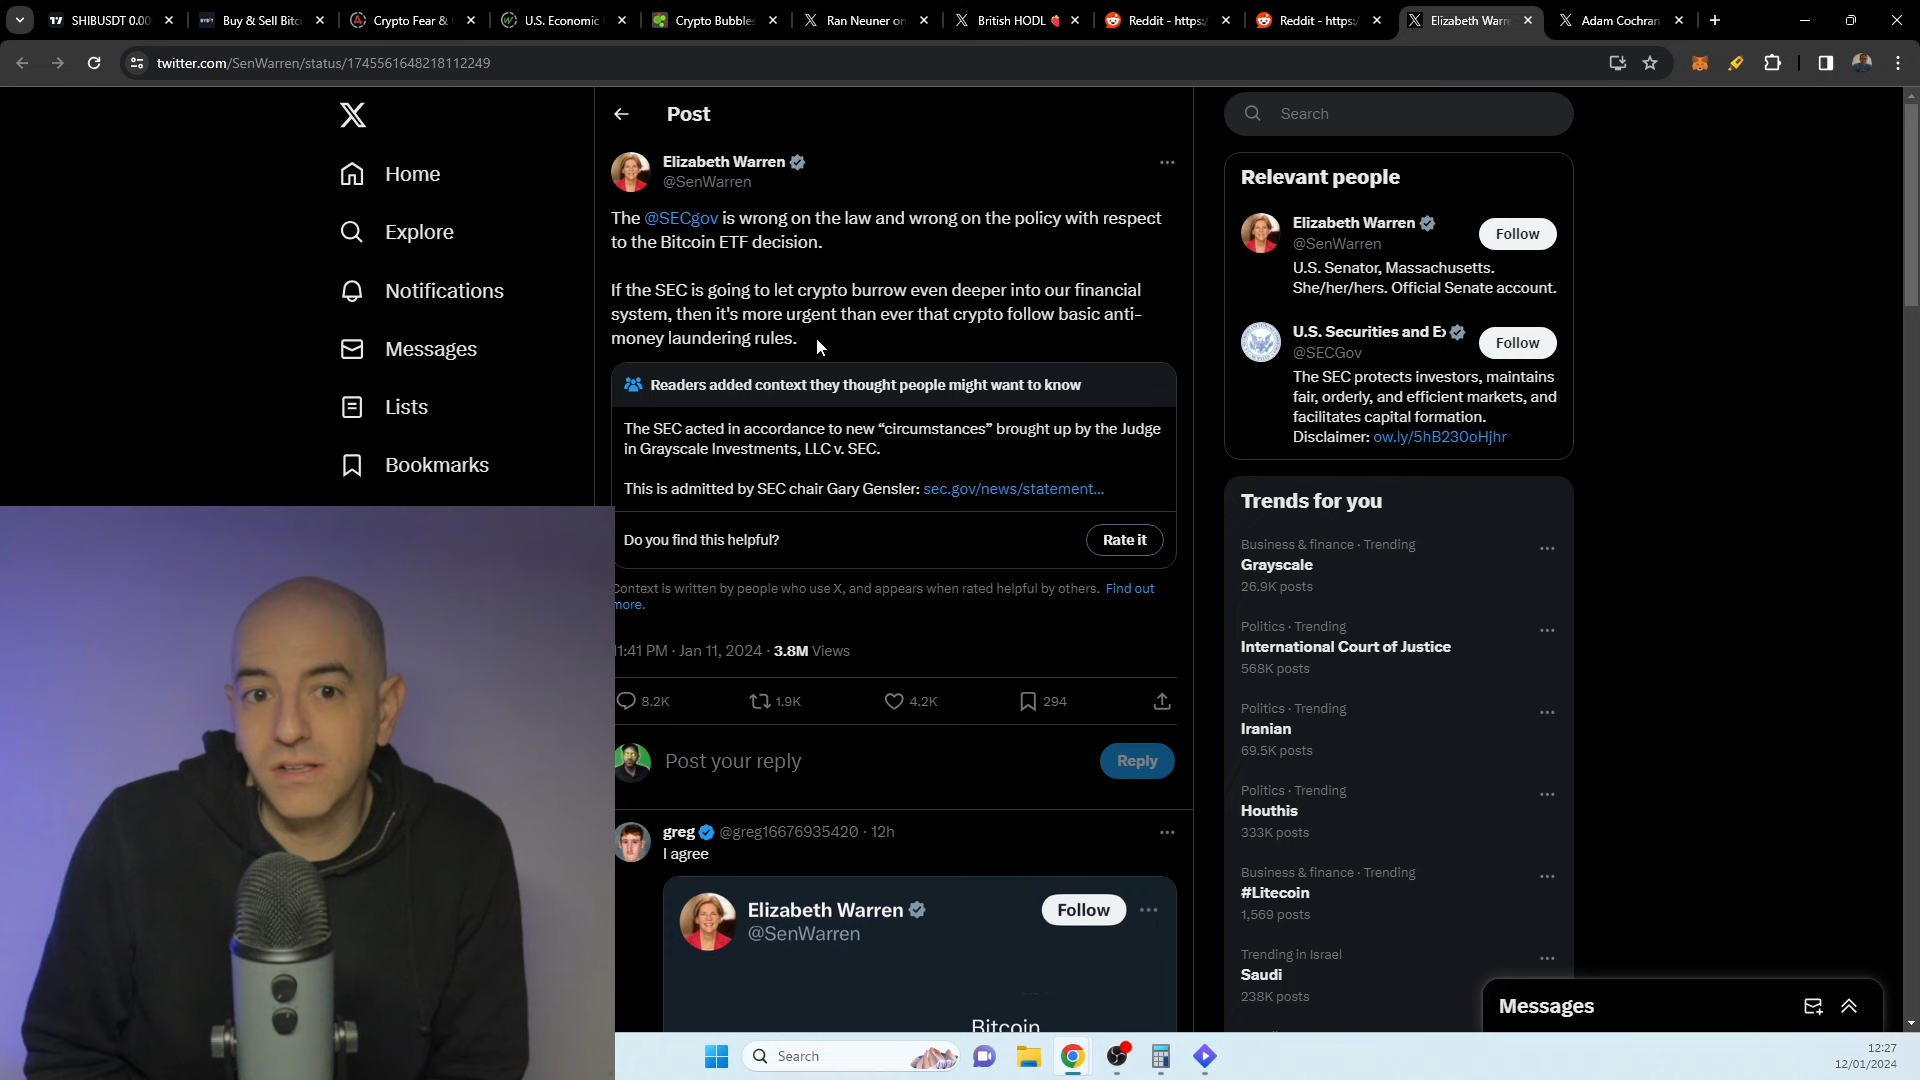 SHIBUSDT 0.00
Buy & Sell Bitc
Crypto Fear &
U.S. Economic
Crypto Bubbles
Ran Neuner on
British HODL
Reddit - https:/
Reddit - https:/
Elizabeth Warre
Adam Cochran
twitter.com/SenWarren/status/1745561648218112249
Home
Explore
Notifications
Messages
Lists
Bookmarks
Post
Elizabeth Warren
@SenWarren
The @SECgov is wrong on the law and wrong on the policy with respect
to the Bitcoin ETF decision.
If the SEC is going to let crypto burrow even deeper into our financial
system, then it's more urgent than ever that crypto follow basic anti-
money laundering rules.
Readers added context they thought people might want to know
The SEC acted in accordance to new “circumstances” brought up by the Judge
in Grayscale Investments, LLC v. SEC.
This is admitted by SEC chair Gary Gensler: sec.gov/news/statement…
Do you find this helpful?
Rate it
Context is written by people who use X, and appears when rated helpful by others. Find out
more.
11:41 PM · Jan 11, 2024 · 3.8M Views
8.2K
1.9K
4.2K
294
Post your reply
Reply
greg @greg16676935420 · 12h
I agree
Elizabeth Warren
@SenWarren
Follow
Bitcoin
Search
Relevant people
Elizabeth Warren
@SenWarren
Follow
U.S. Senator, Massachusetts.
She/her/hers. Official Senate account.
U.S. Securities and Ex
@SECGov
Follow
The SEC protects investors, maintains
fair, orderly, and efficient markets, and
facilitates capital formation.
Disclaimer: ow.ly/5hB230oHjhr
Trends for you
Business & finance · Trending
Grayscale
26.9K posts
Politics · Trending
International Court of Justice
568K posts
Politics · Trending
Iranian
69.5K posts
Politics · Trending
Houthis
333K posts
Business & finance · Trending
#Litecoin
1,569 posts
Trending in Israel
Saudi
238K posts
Messages
Search
12:27
12/01/2024